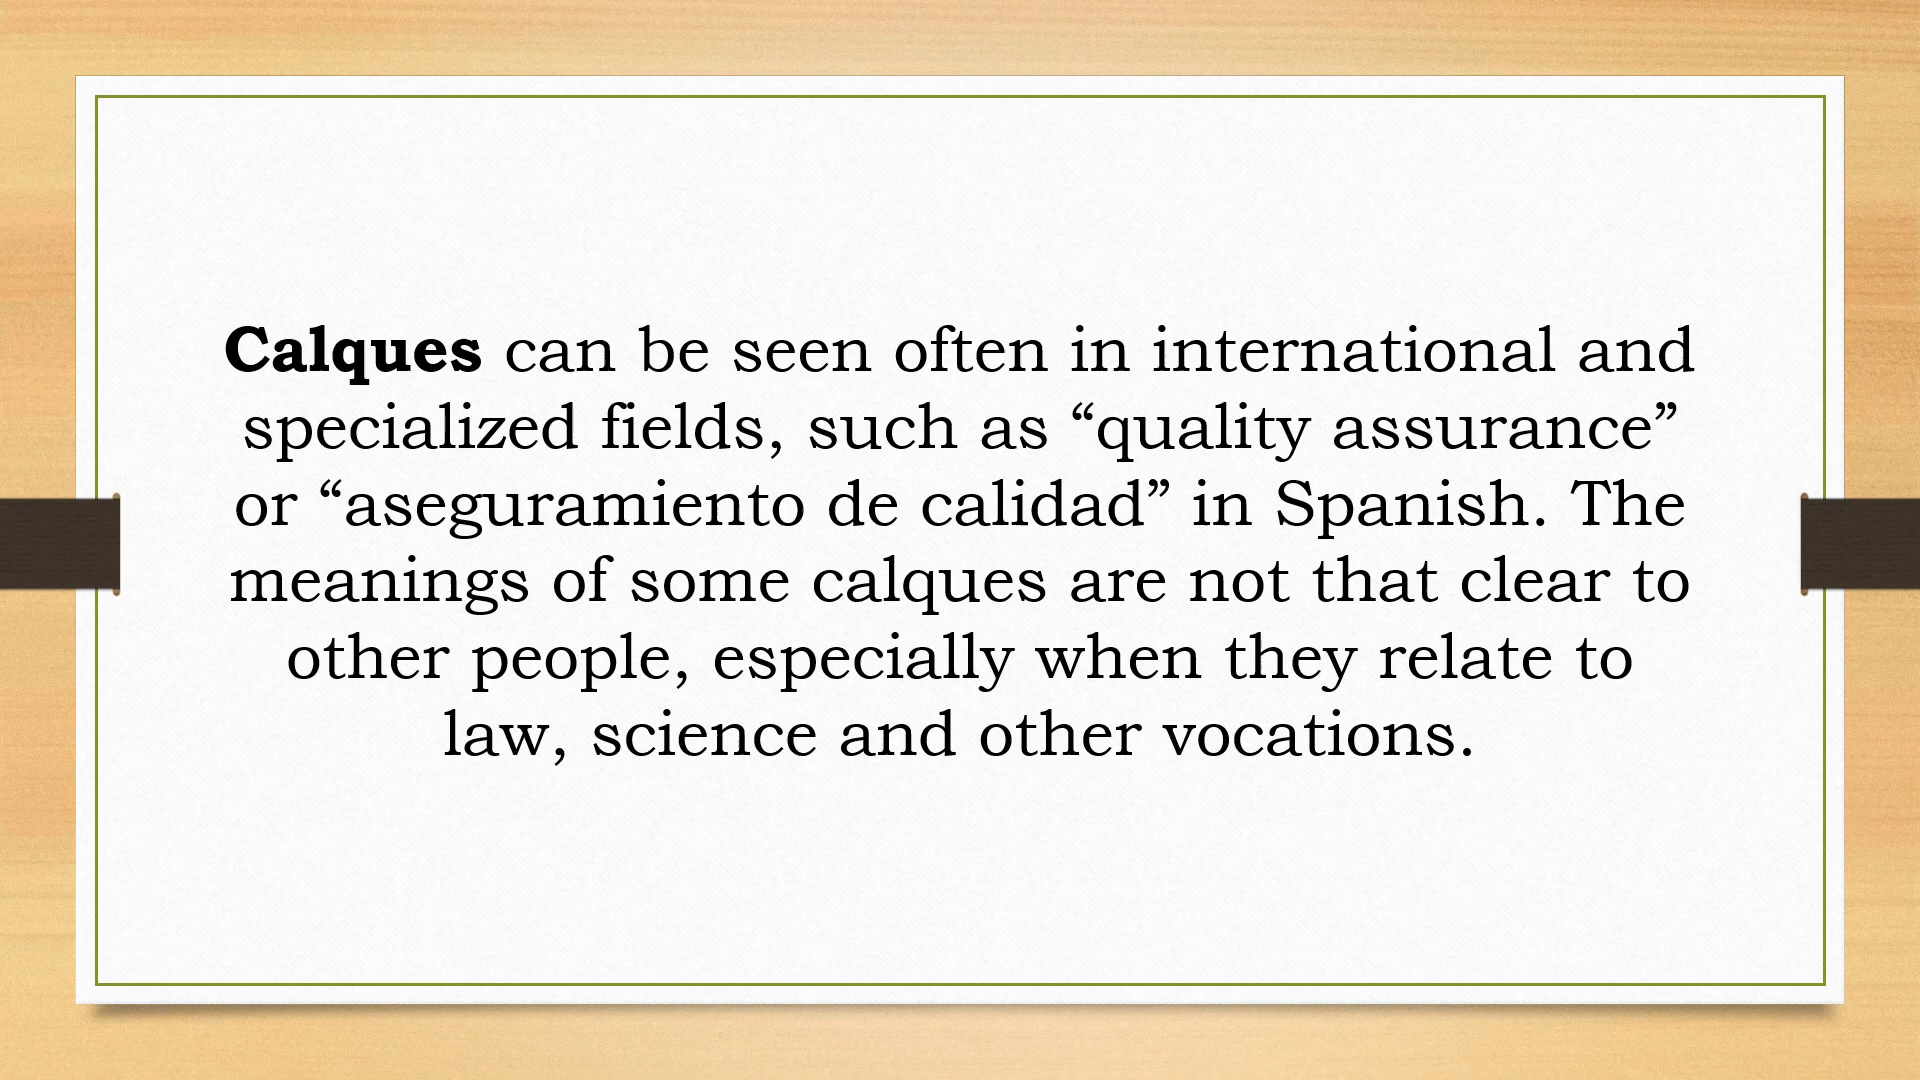 Calques can be seen often in international and
specialized fields, such as “quality assurance”
or “aseguramiento de calidad” in Spanish. The
meanings of some calques are not that clear to
other people, especially when they relate to
law, science and other vocations.